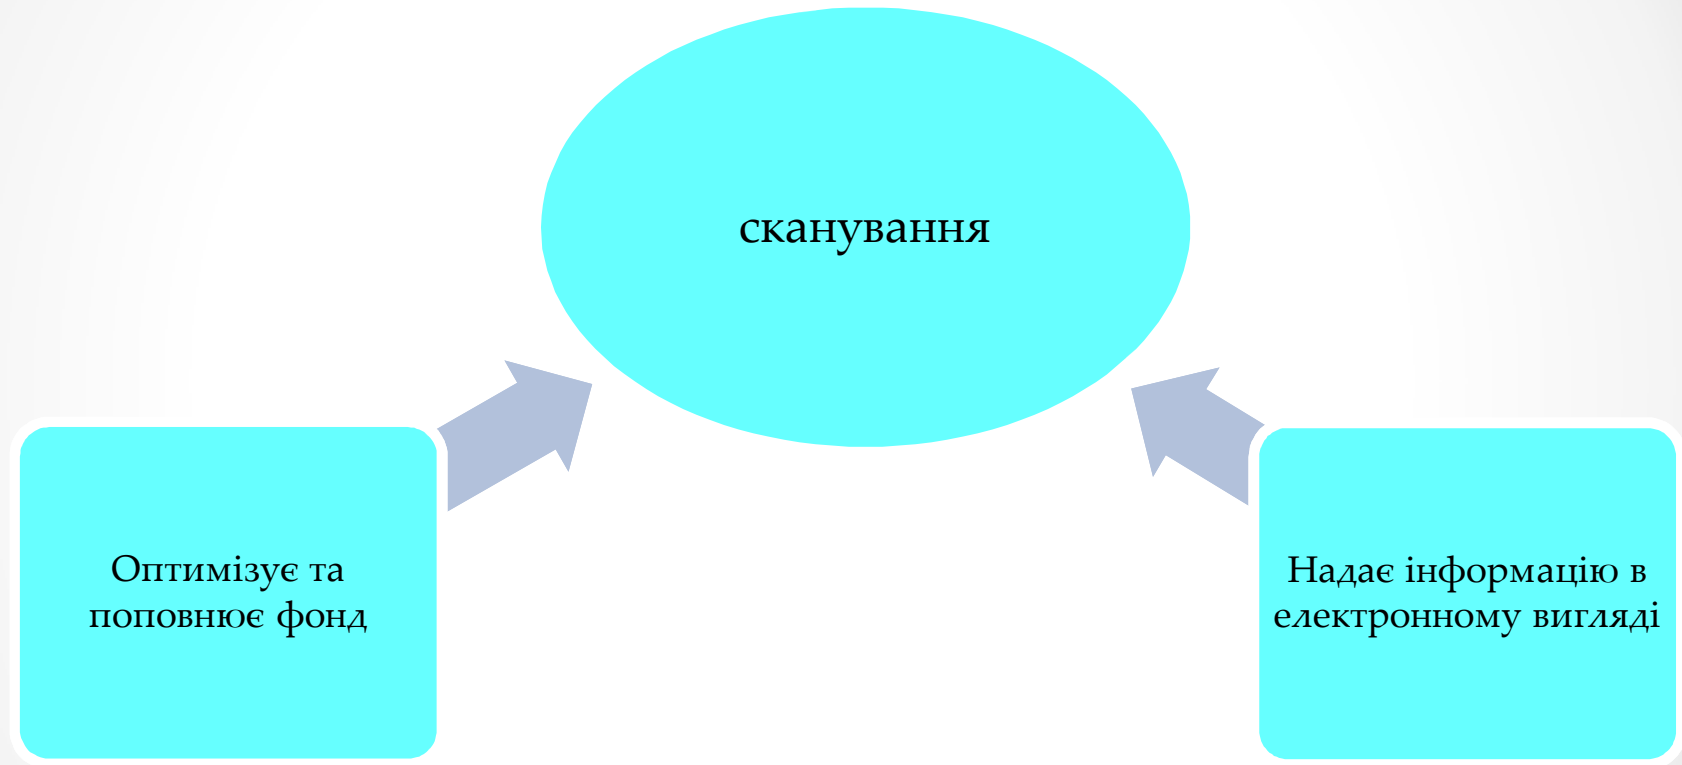 сканування
Оптимізує та
поповнює фонд
Надає інформацію в
електронному вигляді